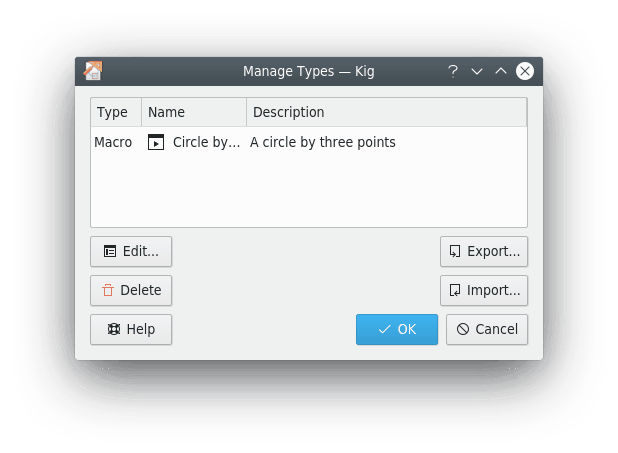 Manage Types — Kig
Type Name Description
Macro Circle by... A circle by three points
Edit... Export...
Delete Import...
Help OK Cancel